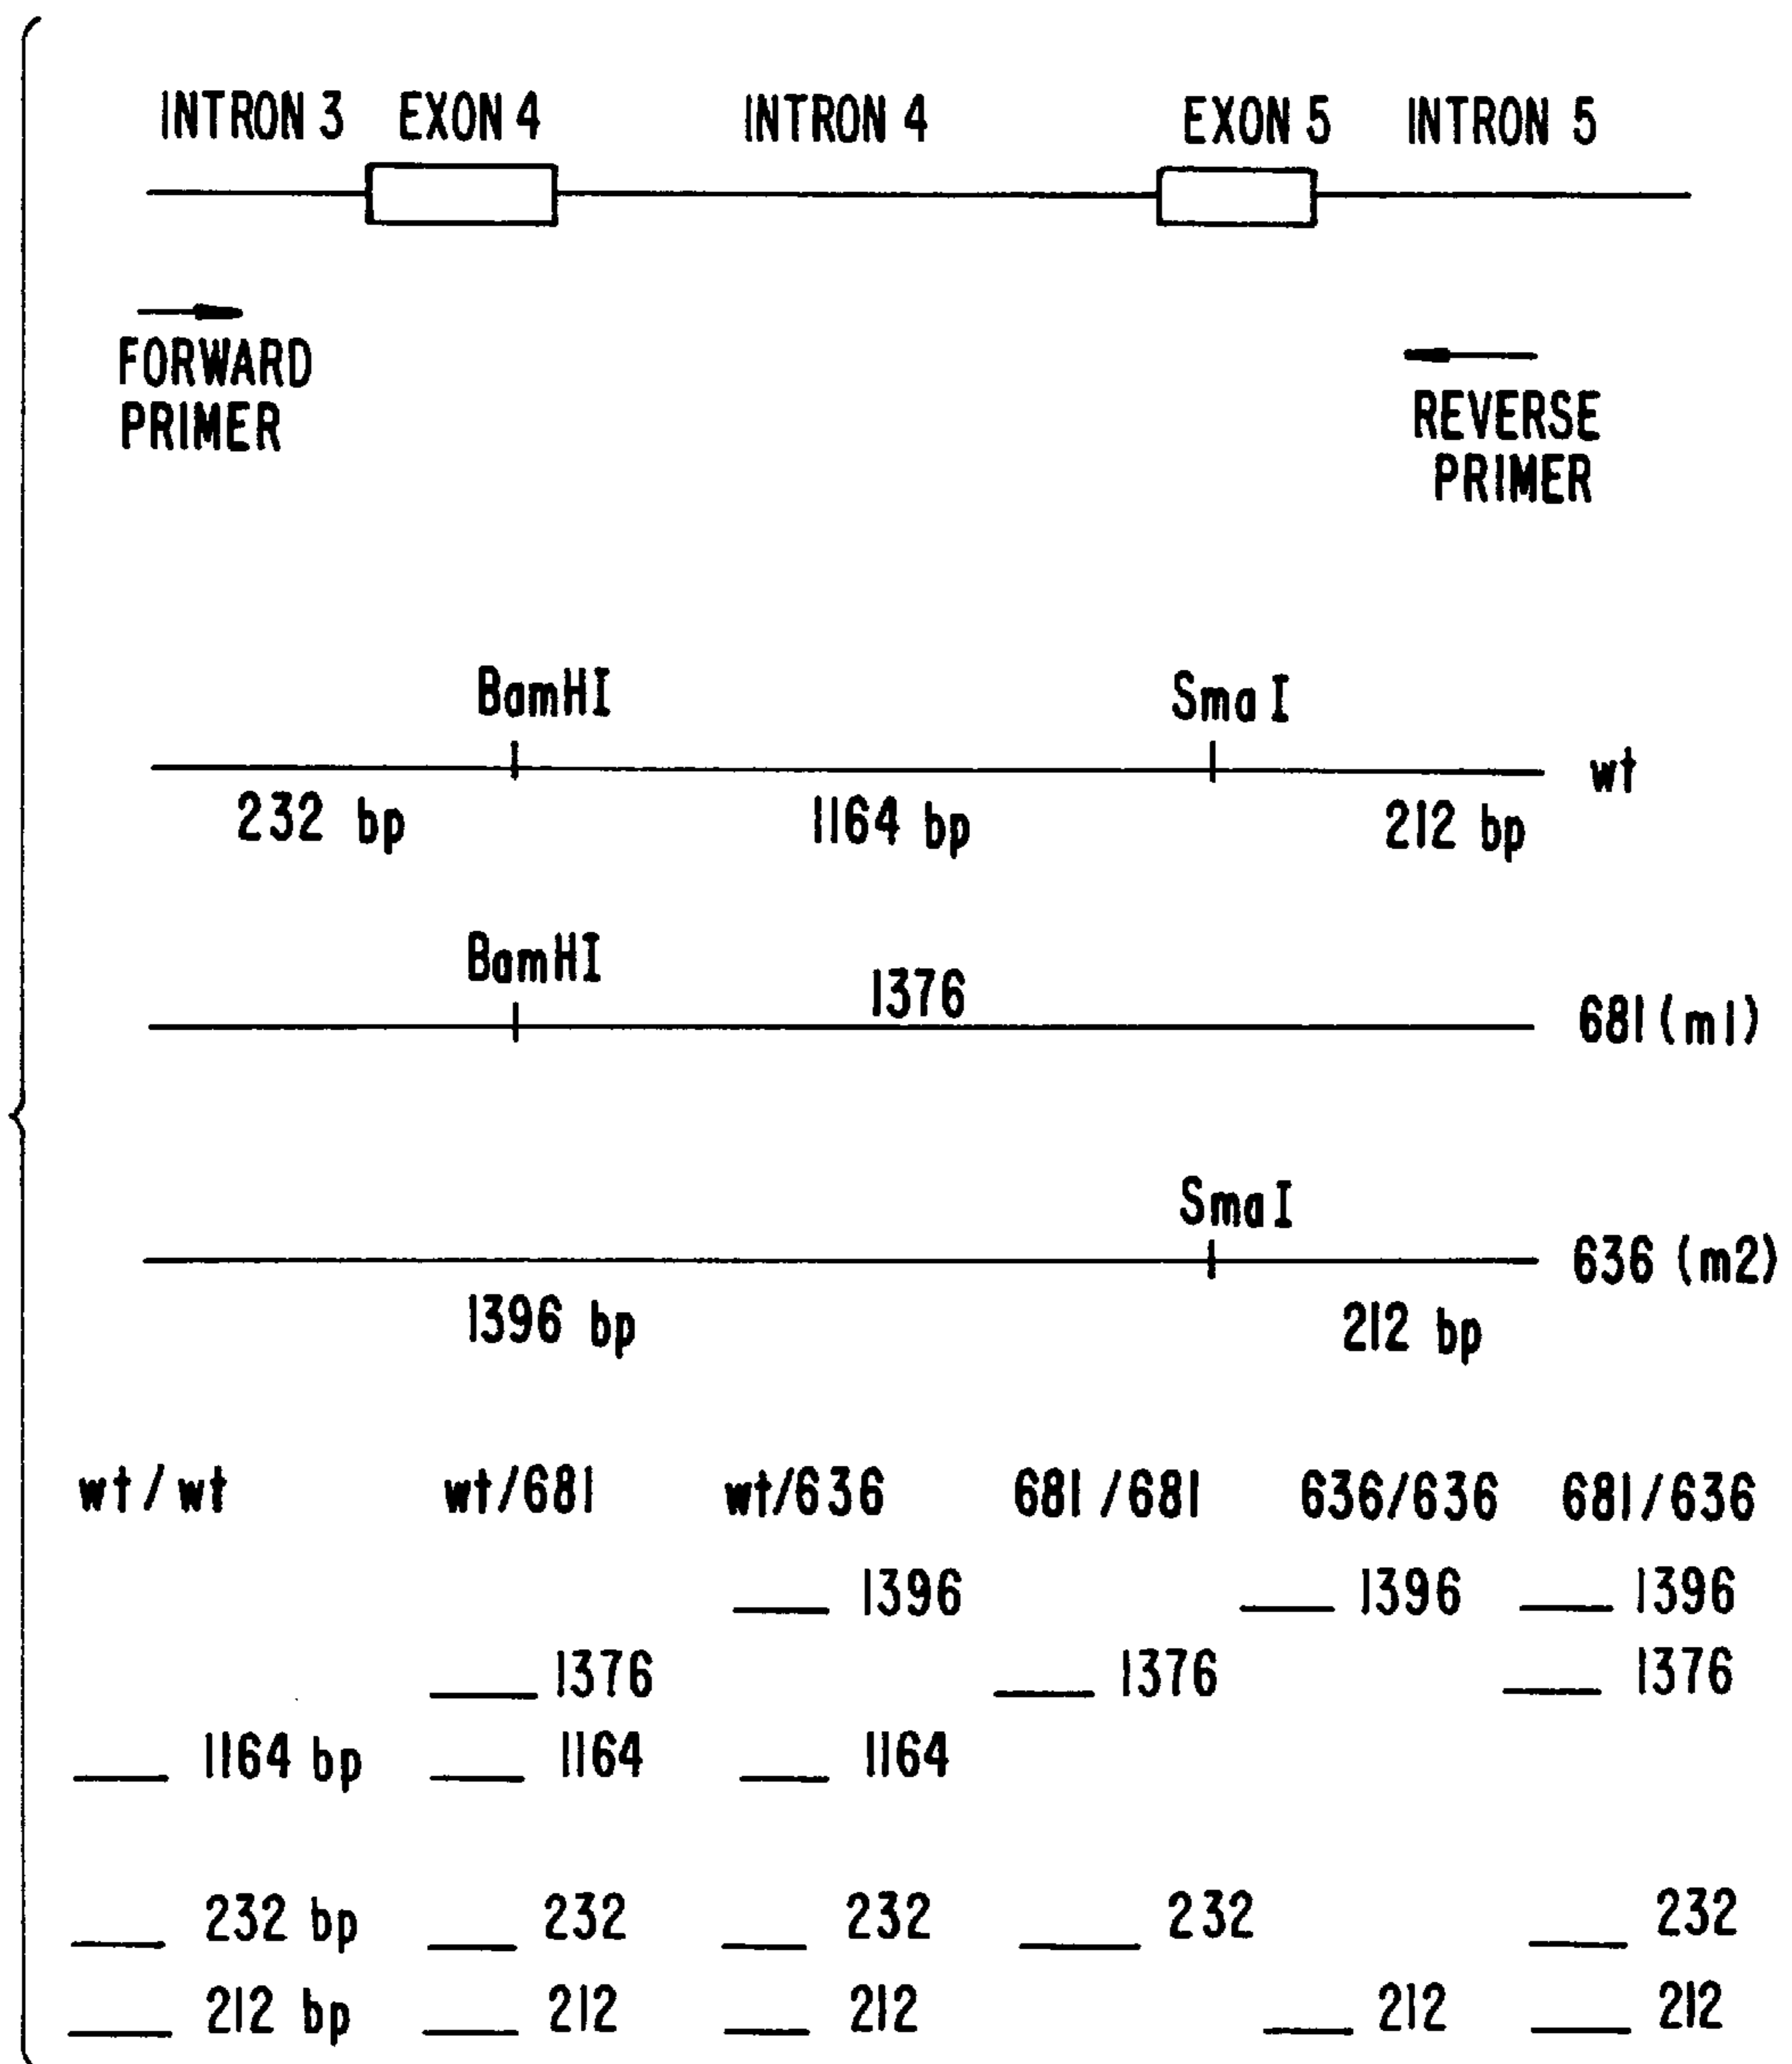 INTRON 3 EXON 4 INTRON 4 EXON 5 INTRON 5
FORWARD
PRIMER
REVERSE
PRIMER
BamHI SmaI
wt
232 bp 1164 bp 212 bp
BamHI
1376
681(m1)
SmaI
636 (m2)
1396 bp 212 bp
wt/wt wt/681 wt/636 681/681 636/636 681/636
1396 1396 1396
1376 1376 1376
1164 bp 1164 1164
232 bp 232 232 232 232
212 bp 212 212 212 212